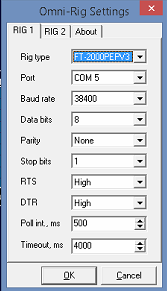 Omni-Rig Settings
RIG 1 RIG 2 About
Rig type FT-2000PEPV3
Port COM 5
Baud rate 38400
Data bits 8
Parity None
Stop bits 1
RTS High
DTR High
Poll int., ms 500
Timeout, ms 4000
OK Cancel